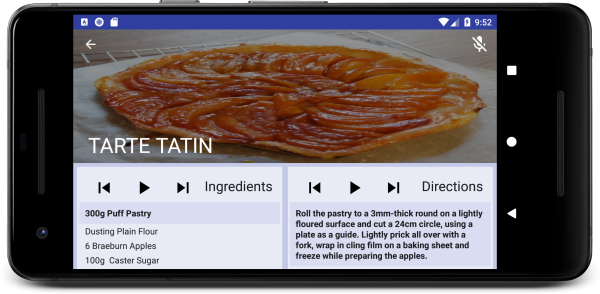 9:52
TARTE TATIN
Ingredients
300g Puff Pastry
Dusting Plain Flour
6 Braeburn Apples
100g Caster Sugar
Directions
Roll the pastry to a 3mm-thick round on a lightly
floured surface and cut a 24cm circle, using a
plate as a guide. Lightly prick all over with a
fork, wrap in cling film on a baking sheet and
freeze while preparing the apples.